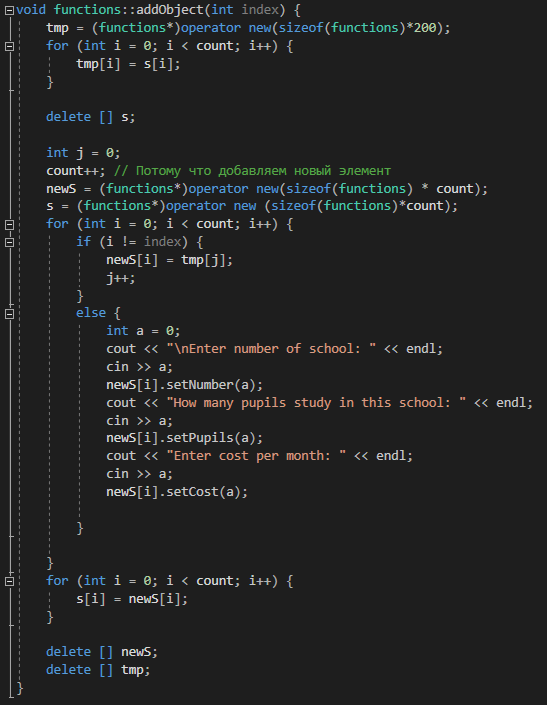 void functions::addObject(int index) {
    tmp = (functions*)operator new(sizeof(functions)*200);
    for (int i = 0; i < count; i++) {
        tmp[i] = s[i];
    }

    delete [] s;

    int j = 0;
    count++; // Потому что добавляем новый элемент
    newS = (functions*)operator new(sizeof(functions) * count);
    s = (functions*)operator new (sizeof(functions)*count);
    for (int i = 0; i < count; i++) {
        if (i != index) {
            newS[i] = tmp[j];
            j++;
        }
        else {
            int a = 0;
            cout << "\nEnter number of school: " << endl;
            cin >> a;
            newS[i].setNumber(a);
            cout << "How many pupils study in this school: " << endl;
            cin >> a;
            newS[i].setPupils(a);
            cout << "Enter cost per month: " << endl;
            cin >> a;
            newS[i].setCost(a);

        }

    }
    for (int i = 0; i < count; i++) {
        s[i] = newS[i];
    }

    delete [] newS;
    delete [] tmp;
}